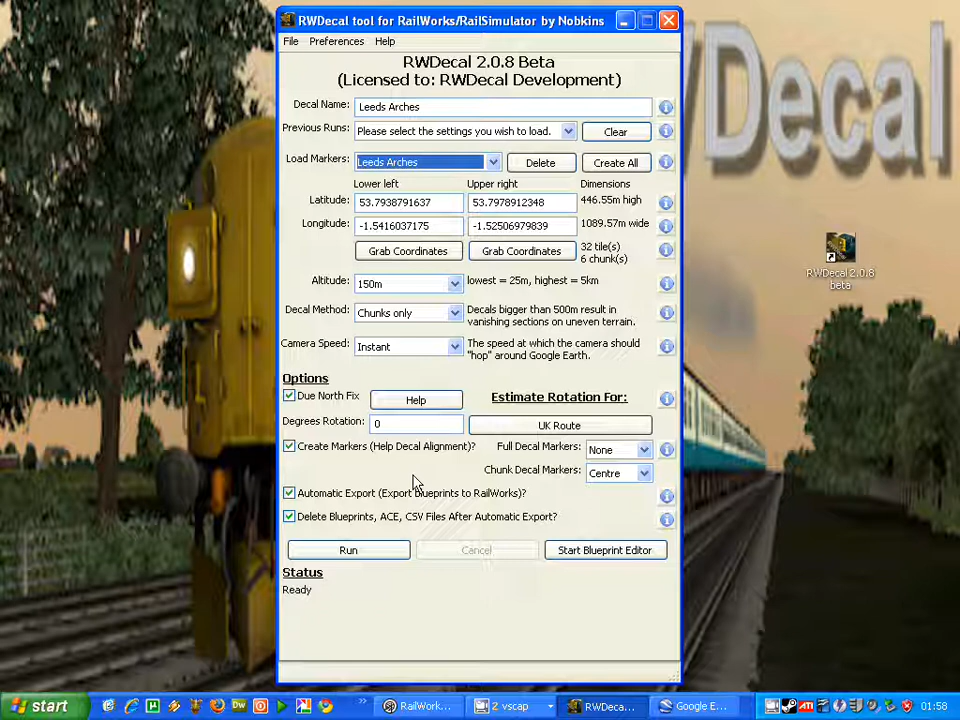 RWDecal tool for RailWorks/RailSimulator by Nobkins
File Preferences Help
RWDecal 2.0.8 Beta
(Licensed to: RWDecal Development)
Decal Name: Leeds Arches
Previous Runs: Please select the settings you wish to load. Clear
Load Markers: Leeds Arches Delete Create All
Lower left Upper right Dimensions
Latitude: 53.7938791637 53.7978912348 446.55m high
Longitude: -1.5416037175 -1.52506979839 1089.57m wide
Grab Coordinates Grab Coordinates 32 tile(s)
6 chunk(s)
Altitude: 150m lowest = 25m, highest = 5km
Decal Method: Chunks only Decals bigger than 500m result in
vanishing sections on uneven terrain.
Camera Speed: Instant The speed at which the camera should
"hop" around Google Earth.
Options
Due North Fix Help Estimate Rotation For:
Degrees Rotation: 0 UK Route
Create Markers (Help Decal Alignment)? Full Decal Markers: None
Chunk Decal Markers: Centre
Automatic Export (Export Blueprints to RailWorks)?
Delete Blueprints, ACE, CSV Files After Automatic Export?
Run Cancel Start Blueprint Editor
Status
Ready
WDecal
RWDecal 2.0.8
beta
start RailWork... 2 vscap RWDeca... Google E... 01:58